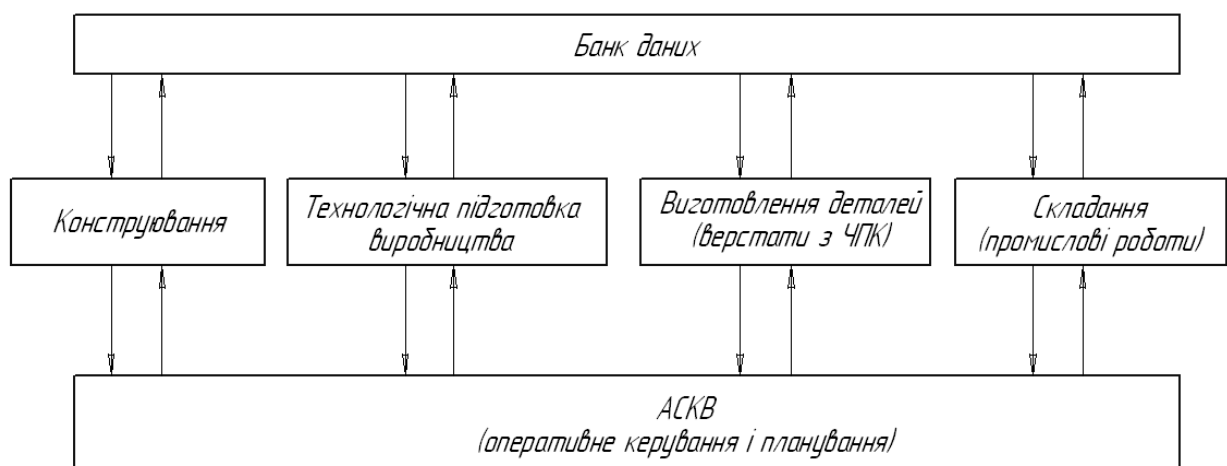 Банк даних
Конструювання
Технологічна підготовка
виробництва
Виготовлення деталей
(верстати з ЧПК)
Складання
(промислові роботи)
АСКВ
(оперативне керування і планування)